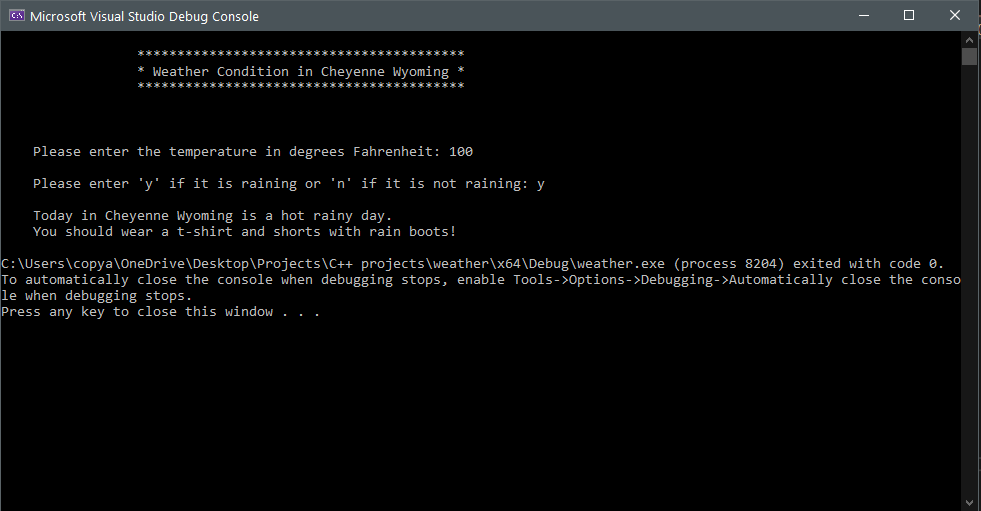 Microsoft Visual Studio Debug Console
*****************************************
* Weather Condition in Cheyenne Wyoming *
*****************************************
Please enter the temperature in degrees Fahrenheit: 100
Please enter 'y' if it is raining or 'n' if it is not raining: y
Today in Cheyenne Wyoming is a hot rainy day.
You should wear a t-shirt and shorts with rain boots!
C:\Users\copya\OneDrive\Desktop\Projects\C++ projects\weather\x64\Debug\weather.exe (process 8204) exited with code 0.
To automatically close the console when debugging stops, enable Tools->Options->Debugging->Automatically close the conso
le when debugging stops.
Press any key to close this window . . .